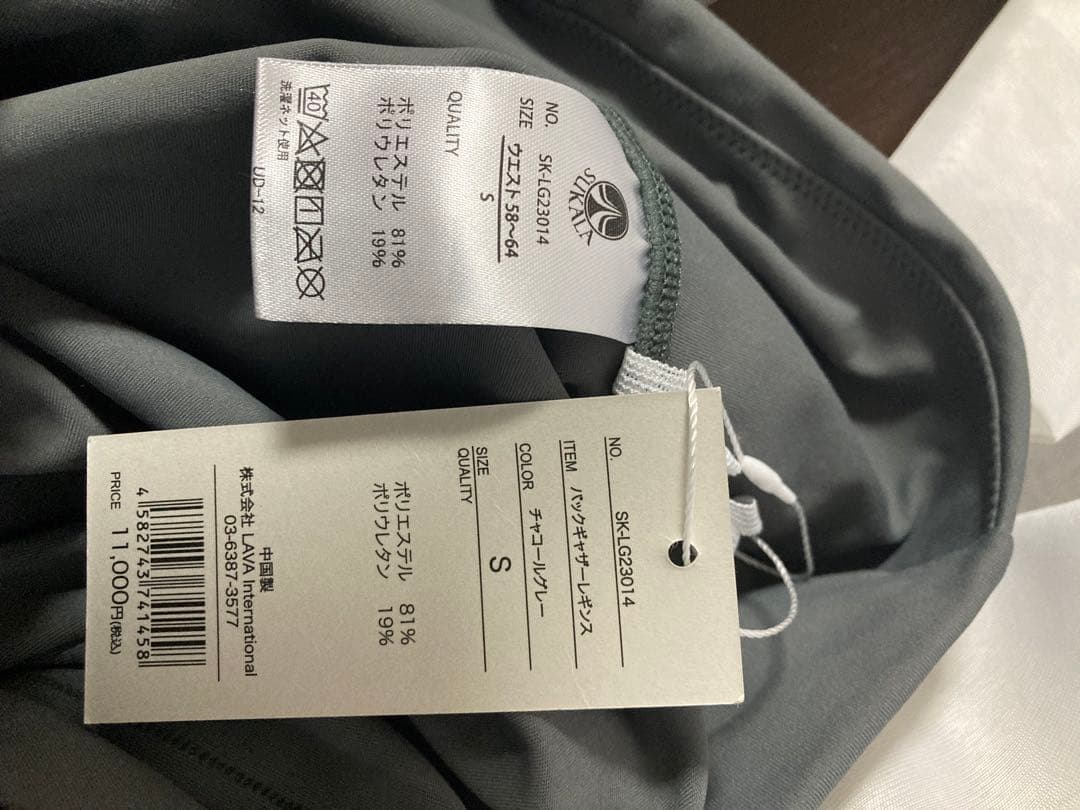 SUKALA
NO. SK-LG23014
SIZE ウエスト58～64
S
QUALITY
ポリエステル 81%
ポリウレタン 19%
40
洗濯ネット使用
UD-12
NO. SK-LG23014
ITEM バックギャザーレギンス
COLOR チャコールグレー
SIZE S
QUALITY
ポリエステル 81%
ポリウレタン 19%
中国製
株式会社 LAVA International
03-6387-3577
4582743741458
PRICE 11,000円(税込)